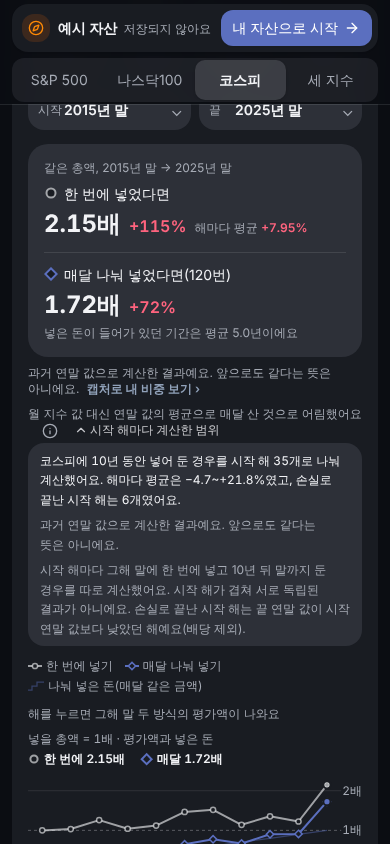 예시 자산 저장되지 않아요 내 자산으로 시작 →
S&P 500 나스닥100 코스피 세 지수
시작 2015년 말 끝 2025년 말
같은 총액, 2015년 말 → 2025년 말
한 번에 넣었다면
2.15배 +115% 해마다 평균 +7.95%
매달 나눠 넣었다면(120번)
1.72배 +72%
넣은 돈이 들어가 있던 기간은 평균 5.0년이에요
과거 연말 값으로 계산한 결과예요. 앞으로도 같다는 뜻은
아니에요. 캡처로 내 비중 보기 ›
월 지수 값 대신 연말 값의 평균으로 매달 산 것으로 어림했어요
시작 해마다 계산한 범위
코스피에 10년 동안 넣어 둔 경우를 시작 해 35개로 나눠
계산했어요. 해마다 평균은 −4.7~+21.8%였고, 손실로
끝난 시작 해는 6개였어요.
과거 연말 값으로 계산한 결과예요. 앞으로도 같다는
뜻은 아니에요.
시작 해마다 그해 말에 한 번에 넣고 10년 뒤 말까지 둔
경우를 따로 계산했어요. 시작 해가 겹쳐 서로 독립된
결과가 아니에요. 손실로 끝난 시작 해는 끝 연말 값이 시작
연말 값보다 낮았던 해예요(배당 제외).
한 번에 넣기 매달 나눠 넣기
나눠 넣은 돈(매달 같은 금액)
해를 누르면 그해 말 두 방식의 평가액이 나와요
넣을 총액 = 1배 · 평가액과 넣은 돈
한 번에 2.15배 매달 1.72배
2배
1배